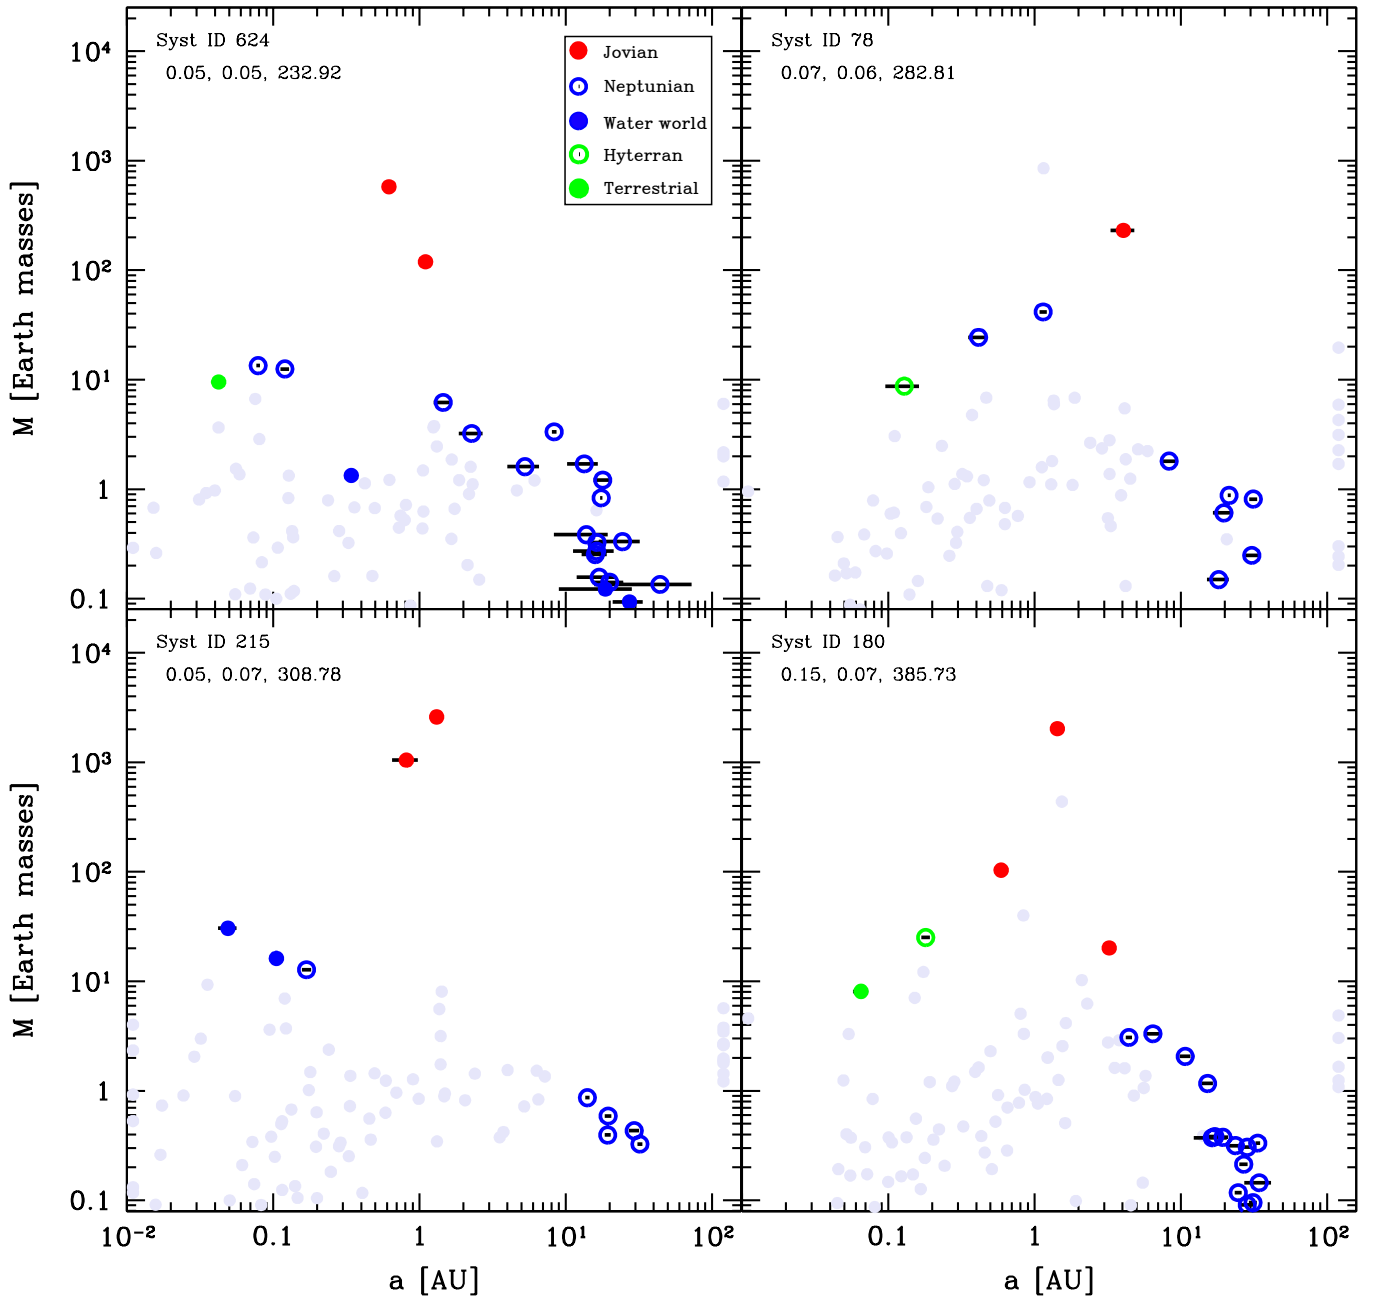 Syst ID 624
0.05, 0.05, 232.92
Jovian
Neptunian
Water world
Hyterran
Terrestrial
Syst ID 78
0.07, 0.06, 282.81
10⁴
10³
10²
10¹
1
0.1
M [Earth masses]
Syst ID 215
0.05, 0.07, 308.78
Syst ID 180
0.15, 0.07, 385.73
10⁴
10³
10²
10¹
1
0.1
M [Earth masses]
10⁻² 0.1 1 10¹ 10² 0.1 1 10¹ 10²
a [AU] a [AU]